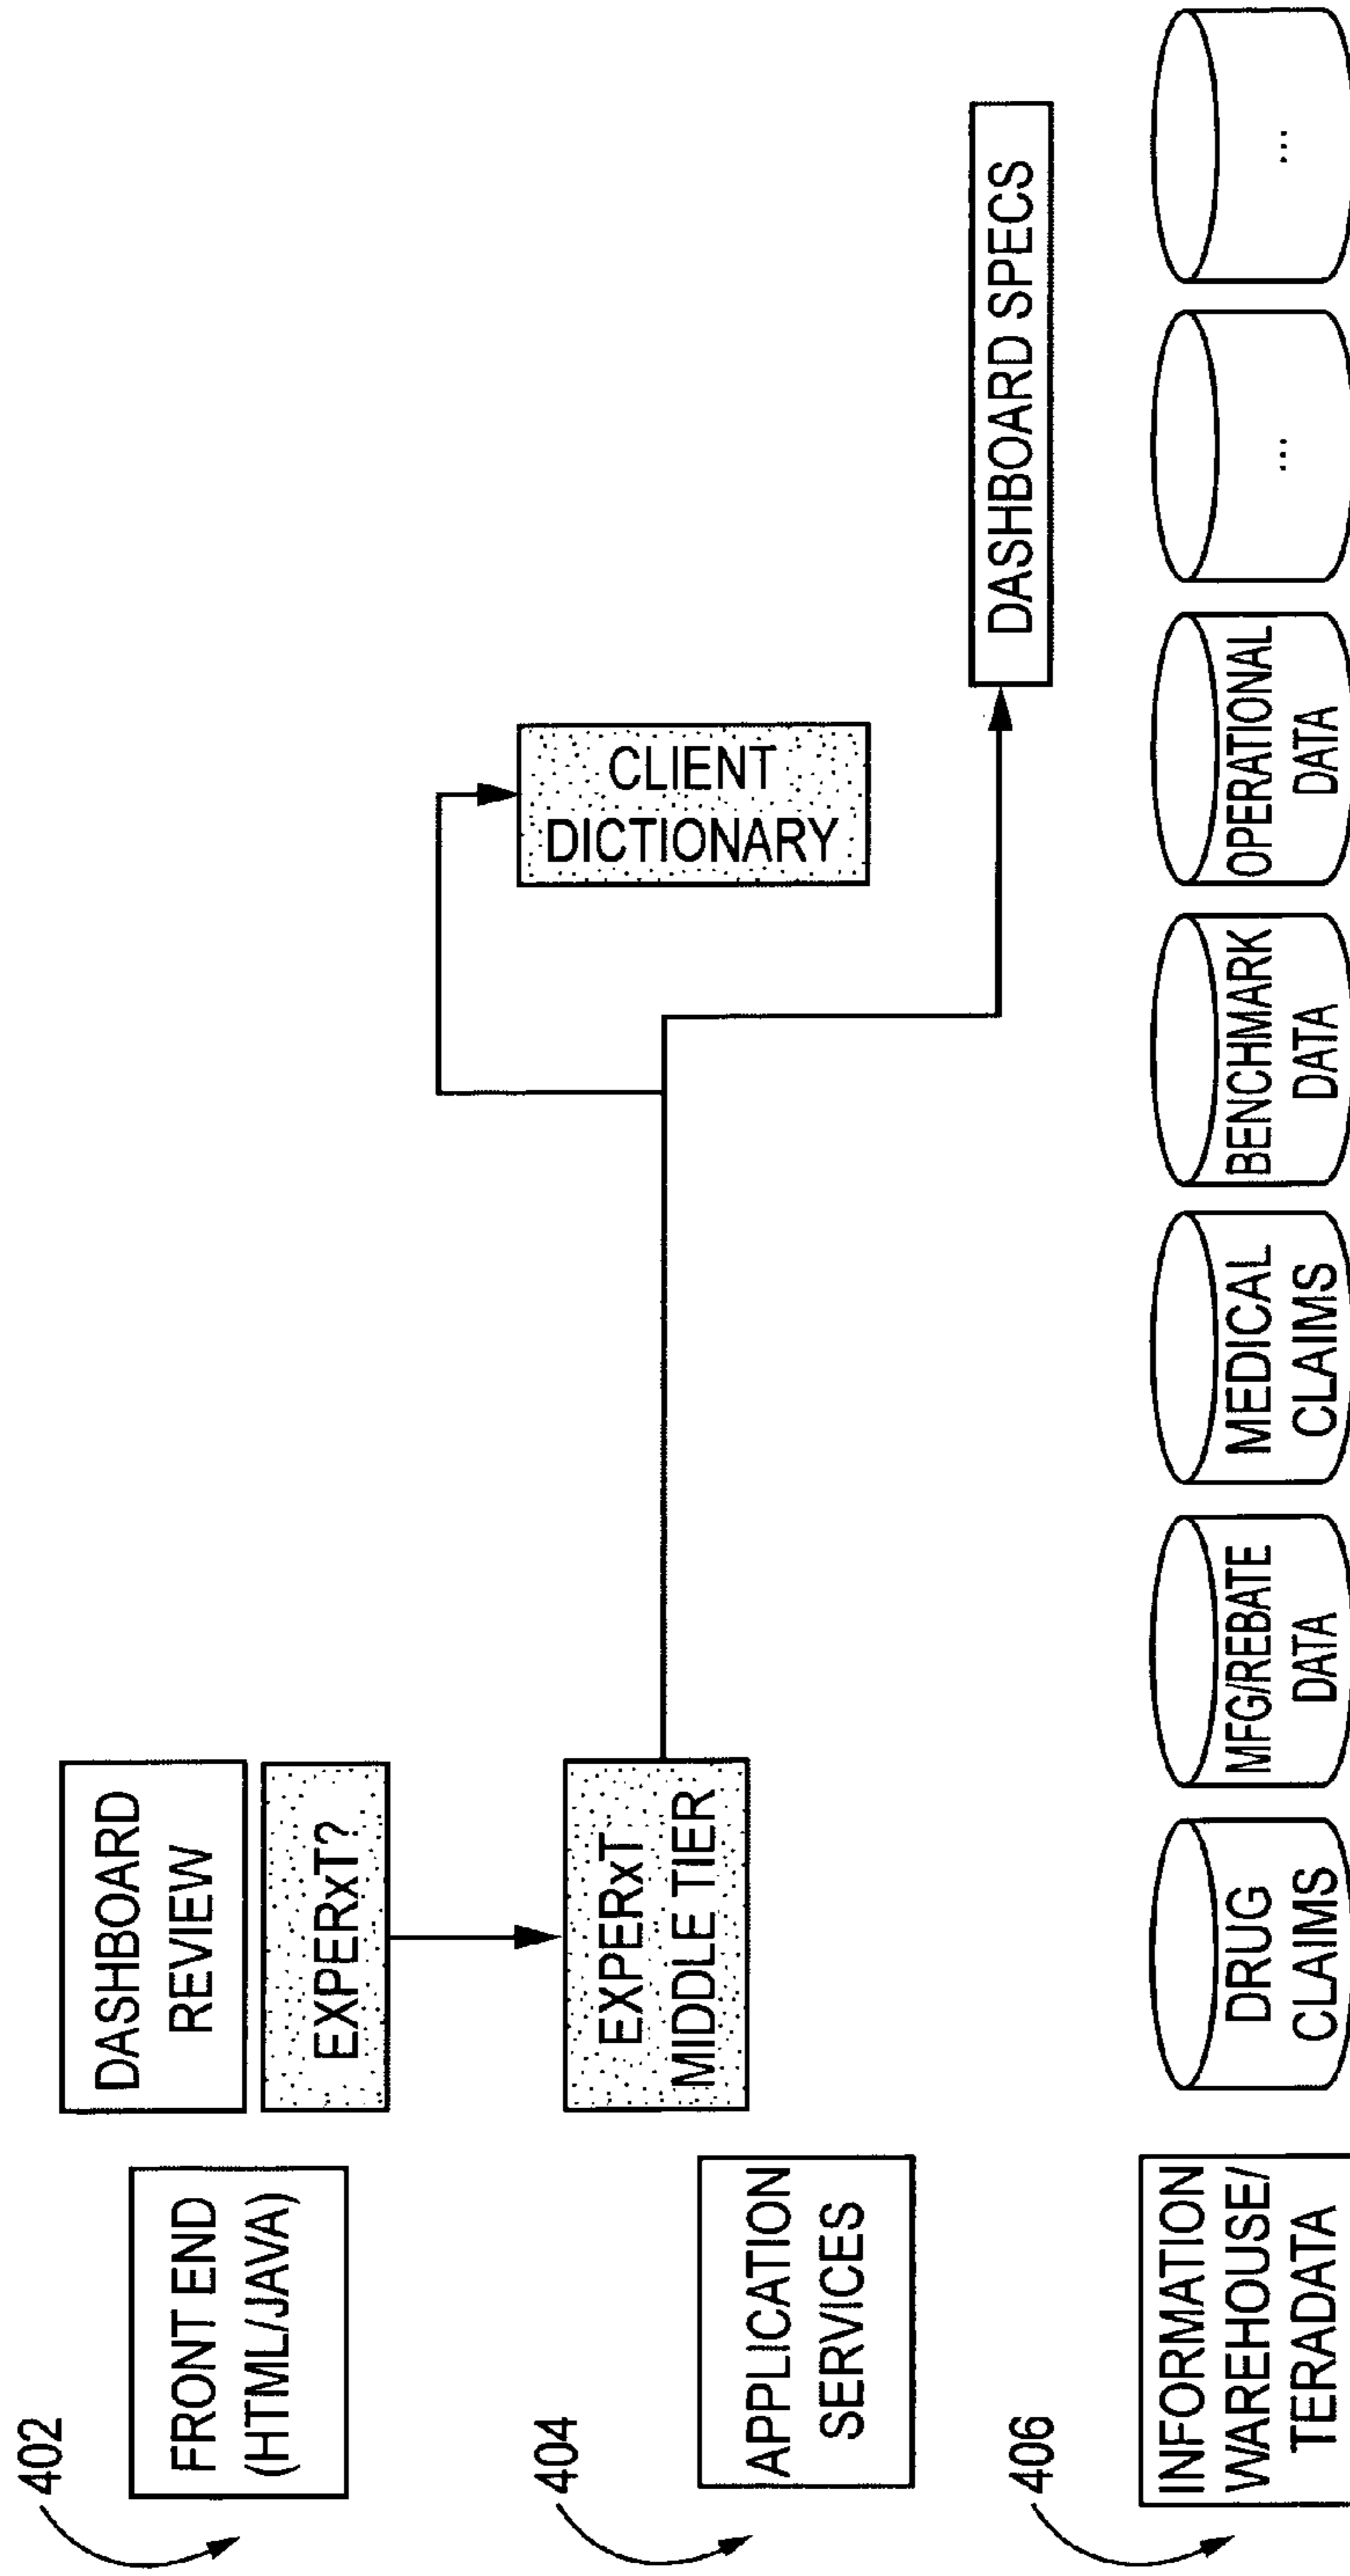 402
FRONT END
(HTML/JAVA)
DASHBOARD
REVIEW
EXPERxT?
404
APPLICATION
SERVICES
EXPERxT
MIDDLE TIER
CLIENT
DICTIONARY
DASHBOARD SPECS
406
INFORMATION
WAREHOUSE/
TERADATA
DRUG
CLAIMS
MFG/REBATE
DATA
MEDICAL
CLAIMS
BENCHMARK
DATA
OPERATIONAL
DATA
...
...